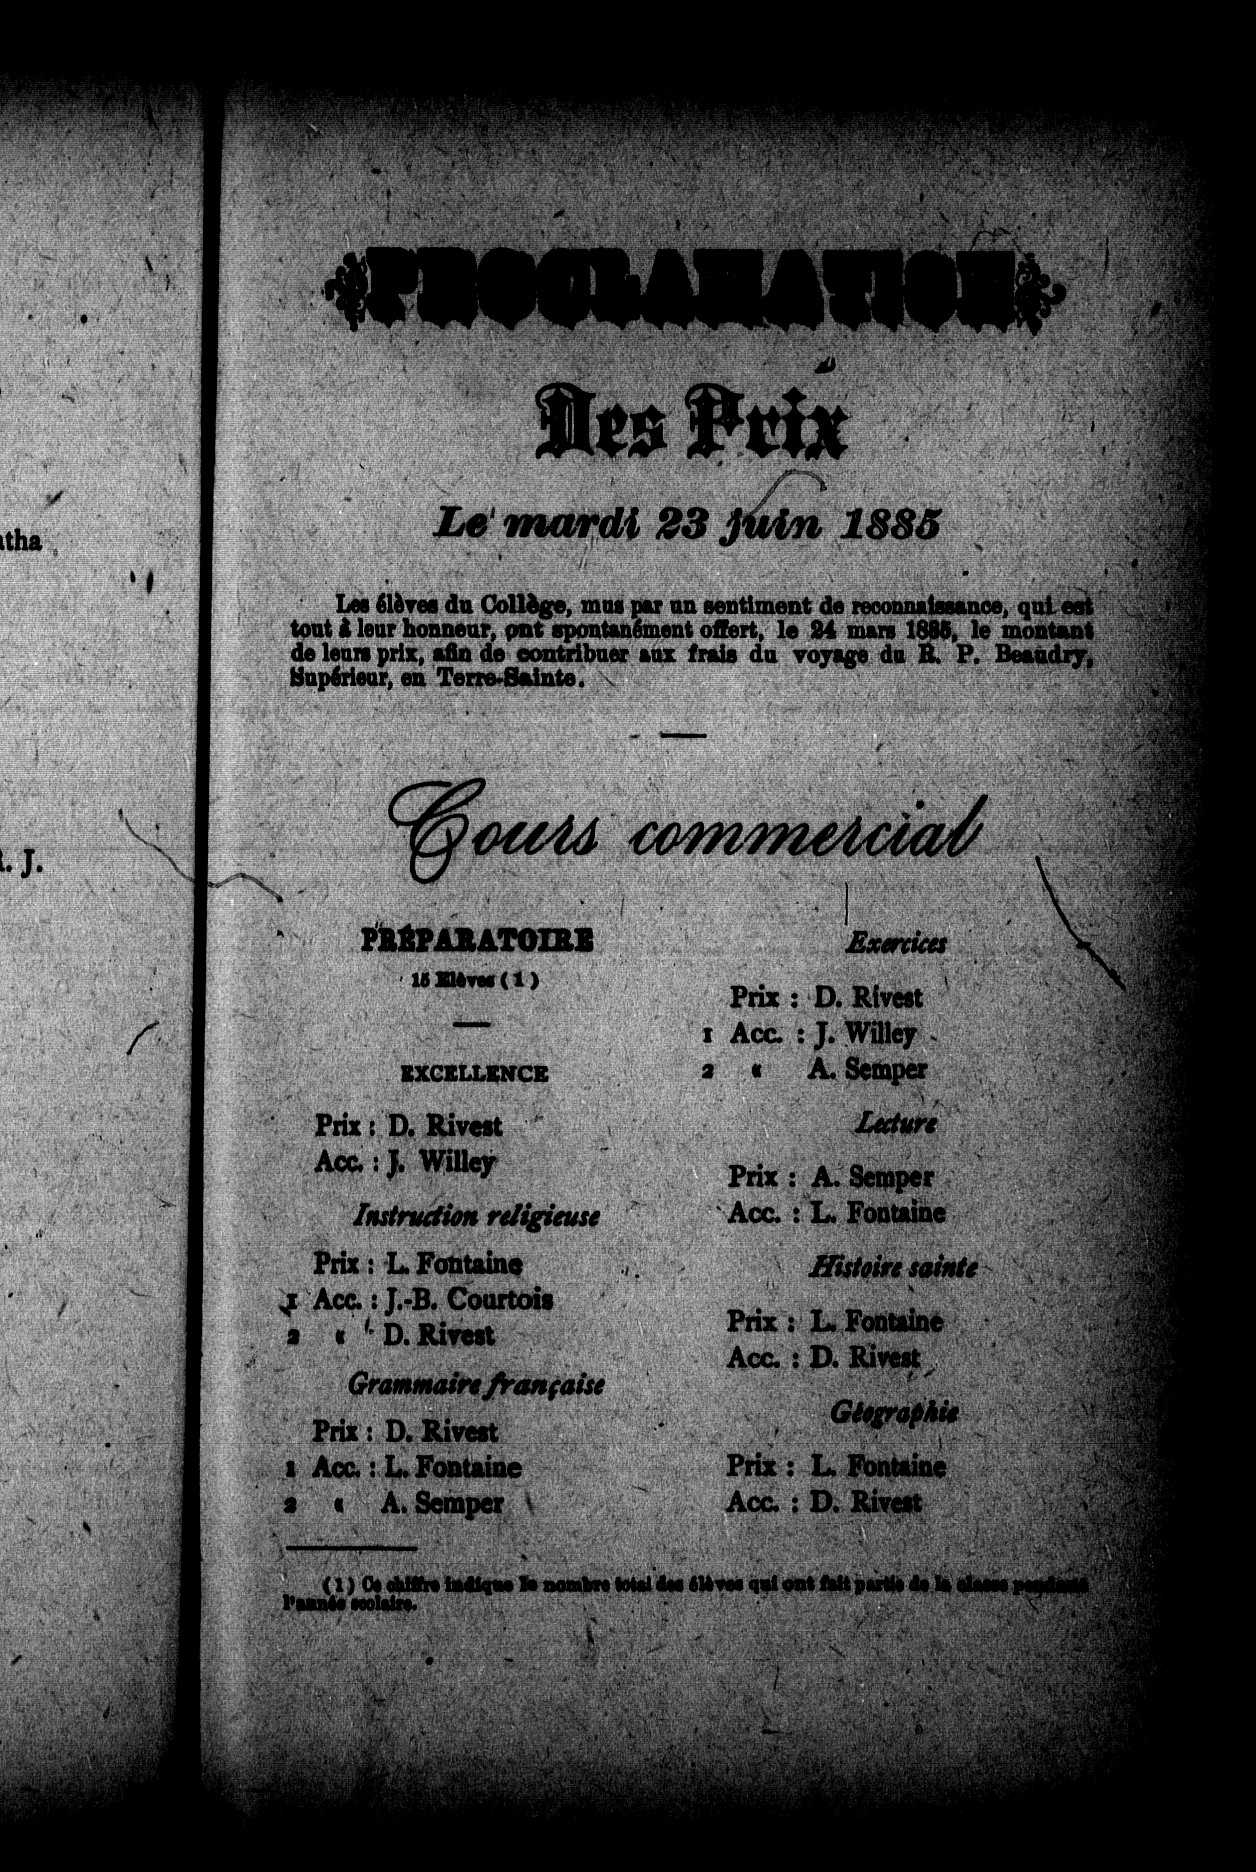 atha
R. J.
PROCLAMATION
Des Prix
Le mardi 23 juin 1885
Les élèves du Collège, mus par un sentiment de reconnaissance, qui est
tout à leur honneur, ont spontanément offert, le 24 mars 1885, le montant
de leurs prix, afin de contribuer aux frais du voyage du R. P. Beaudry,
Supérieur, en Terre-Sainte.
Cours commercial
PRÉPARATOIRE
15 Elèves (1)
EXCELLENCE
Prix : D. Rivest
Acc. : J. Willey
Instruction religieuse
Prix : L. Fontaine
1 Acc. : J.-B. Courtois
2 « D. Rivest
Grammaire française
Prix : D. Rivest
1 Acc. : L. Fontaine
2 « A. Semper
Exercices
Prix : D. Rivest
1 Acc. : J. Willey
2 « A. Semper
Lecture
Prix : A. Semper
Acc. : L. Fontaine
Histoire sainte
Prix : L. Fontaine
Acc. : D. Rivest
Géographie
Prix : L. Fontaine
Acc. : D. Rivest
(1) Ce chiffre indique le nombre total des élèves qui ont fait partie de la classe pendant
l'année scolaire.